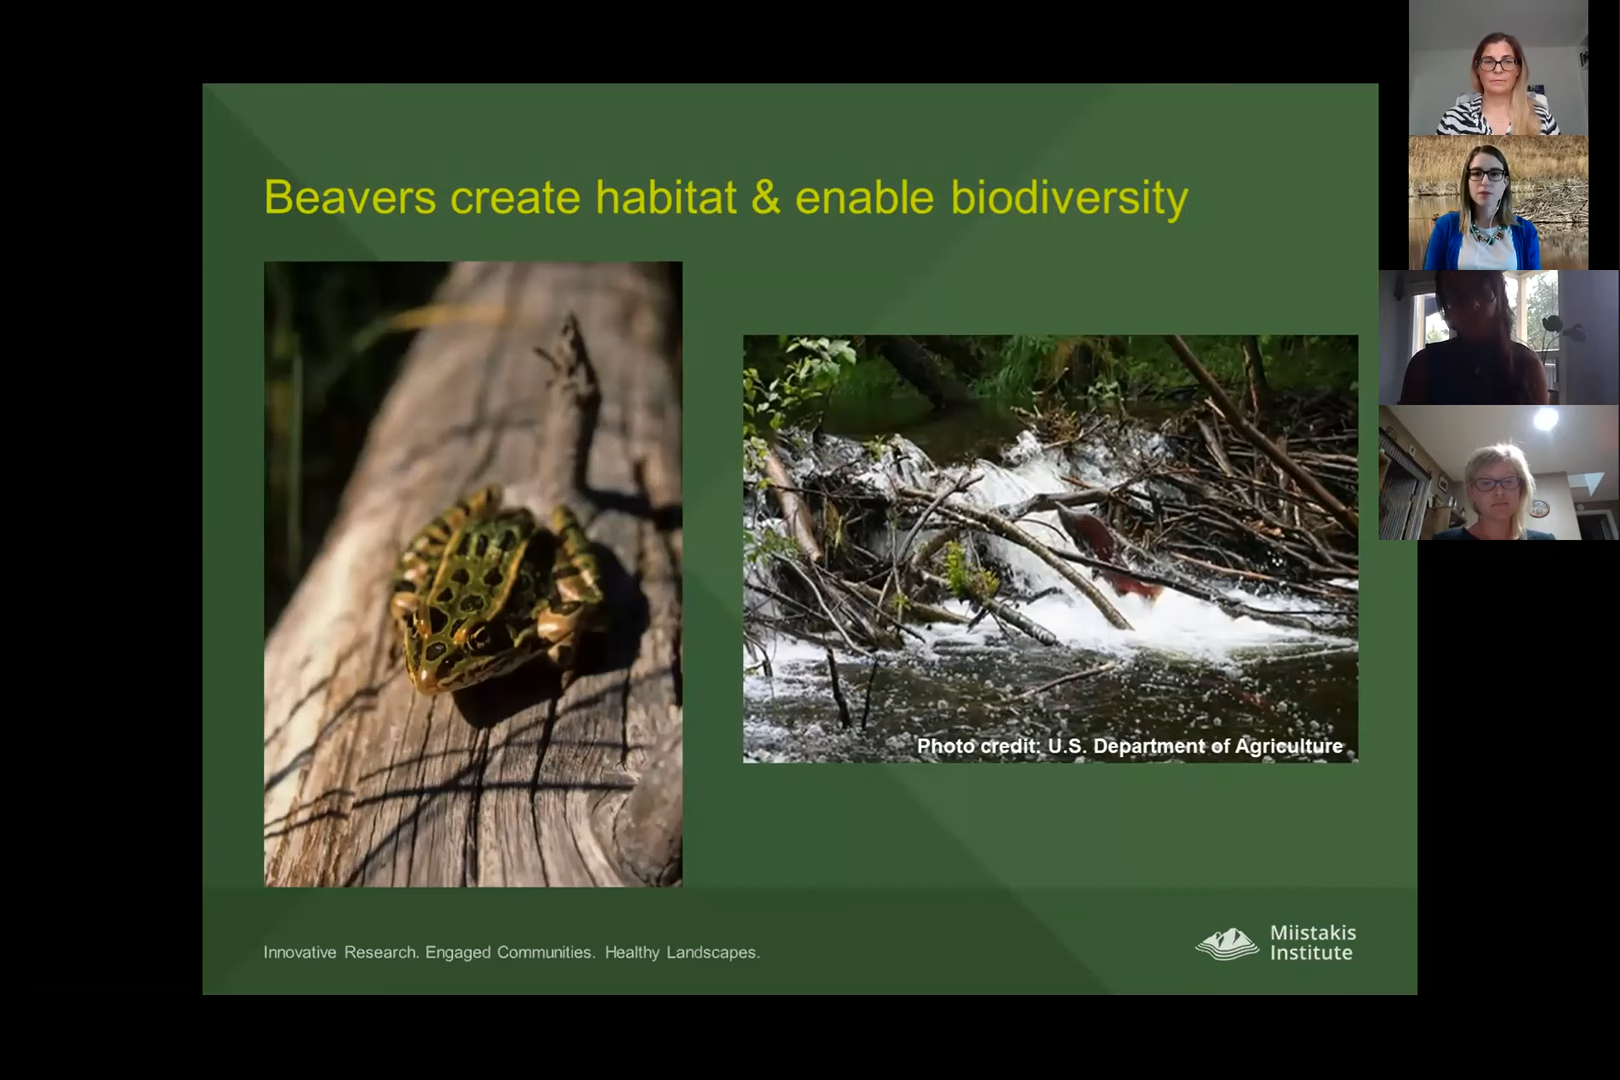 Beavers create habitat & enable biodiversity
Photo credit: U.S. Department of Agriculture
Innovative Research. Engaged Communities. Healthy Landscapes.
Miistakis
Institute